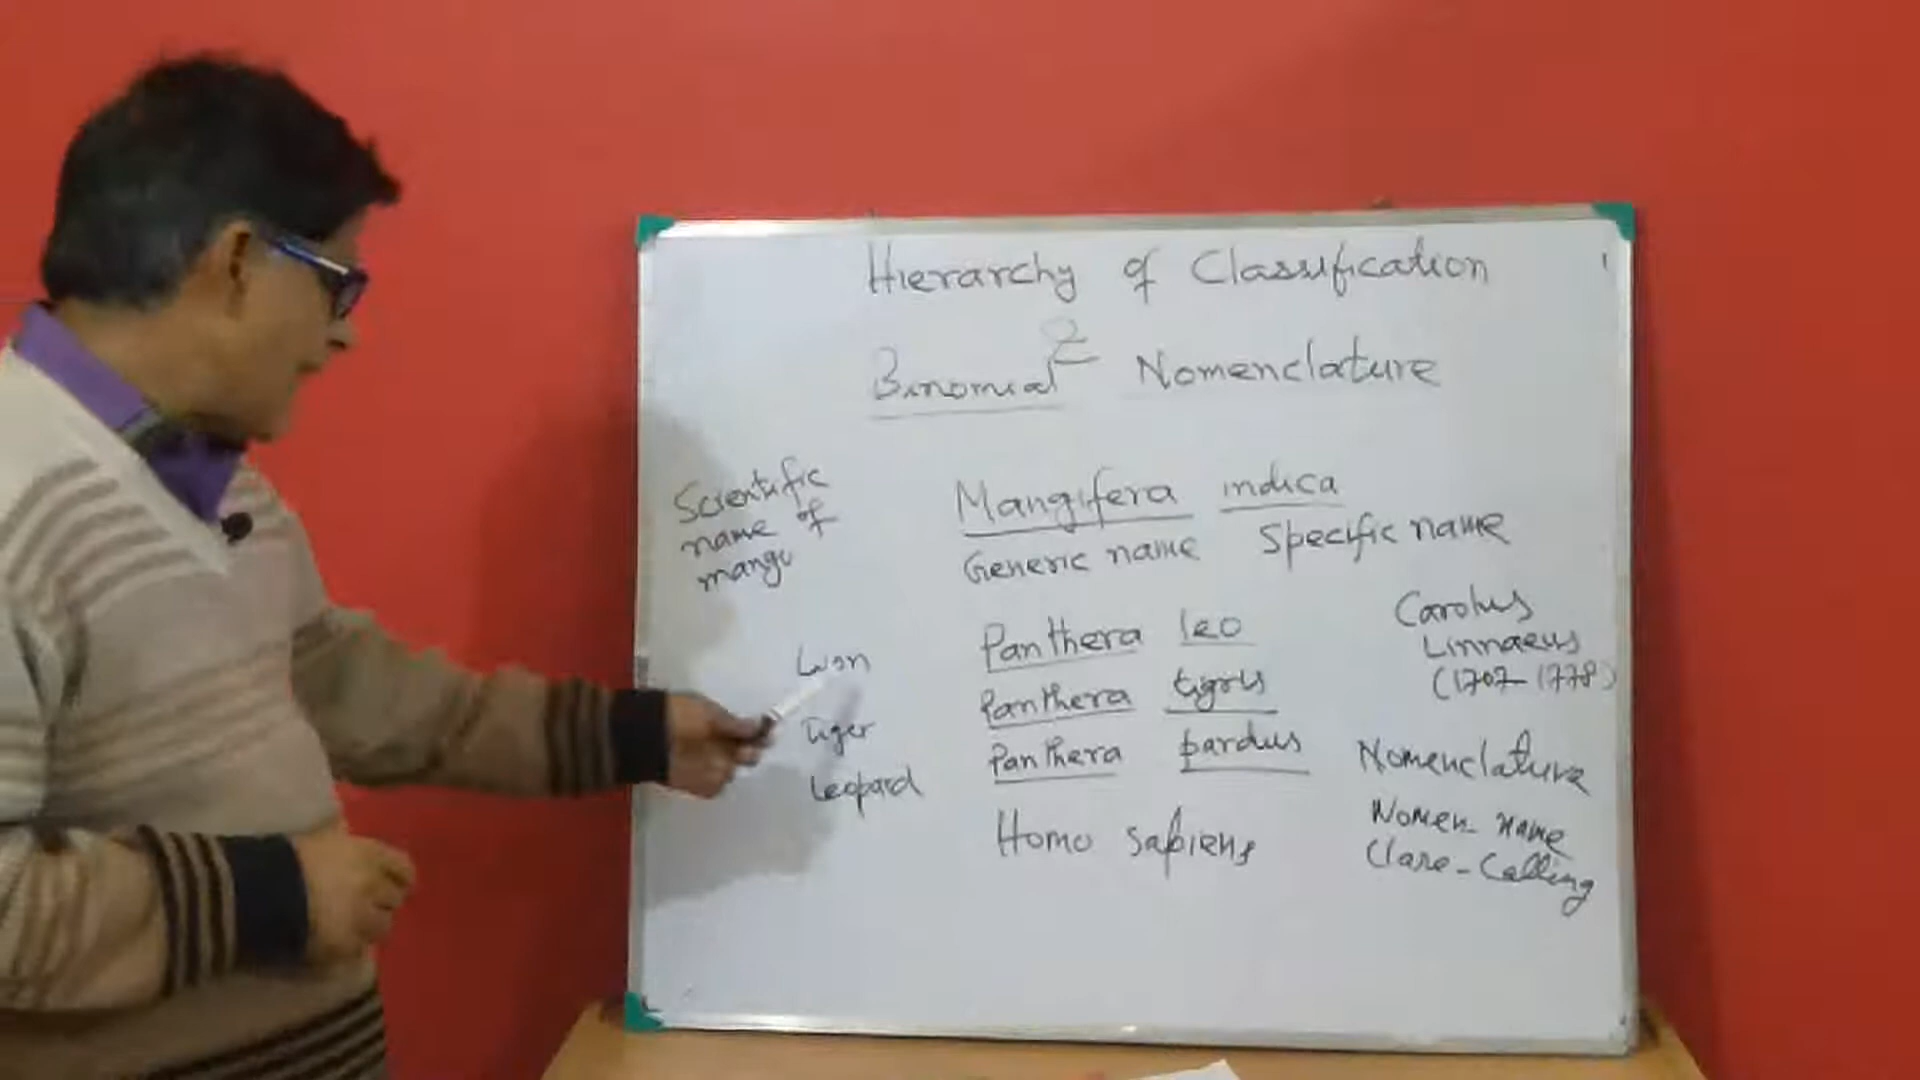 Hierarchy of Classification
2
Binomial Nomenclature
Scientific
name of
mango
Mangifera indica
Generic name Specific name
Lion Panthera leo
Tiger Panthera tigris
Leopard Panthera pardus
Homo sapiens
Carolus
Linnaeus
(1707-1778)
Nomenclature
Nomen - name
Clare - Calling